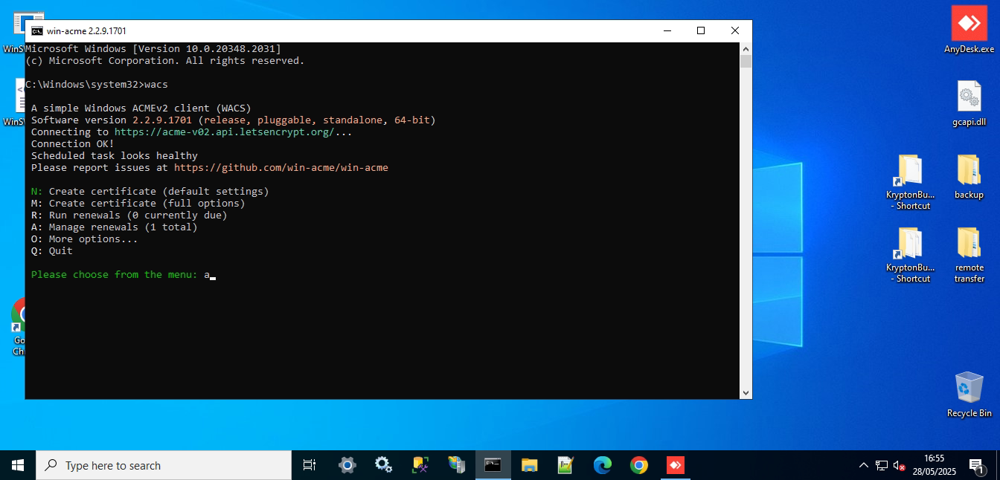 win-acme 2.2.9.1701
Microsoft Windows [Version 10.0.20348.2031]
(c) Microsoft Corporation. All rights reserved.
C:\Windows\system32>wacs
A simple Windows ACMEv2 client (WACS)
Software version 2.2.9.1701 (release, pluggable, standalone, 64-bit)
Connecting to https://acme-v02.api.letsencrypt.org/...
Connection OK!
Scheduled task looks healthy
Please report issues at https://github.com/win-acme/win-acme
N: Create certificate (default settings)
M: Create certificate (full options)
R: Run renewals (0 currently due)
A: Manage renewals (1 total)
O: More options...
Q: Quit
Please choose from the menu: a
WinS
WinS
Go
Ch
AnyDesk.exe
gcapi.dll
KryptonBu...
- Shortcut
backup
KryptonBu...
- Shortcut
remote
transfer
Recycle Bin
Type here to search
16:55
28/05/2025
1